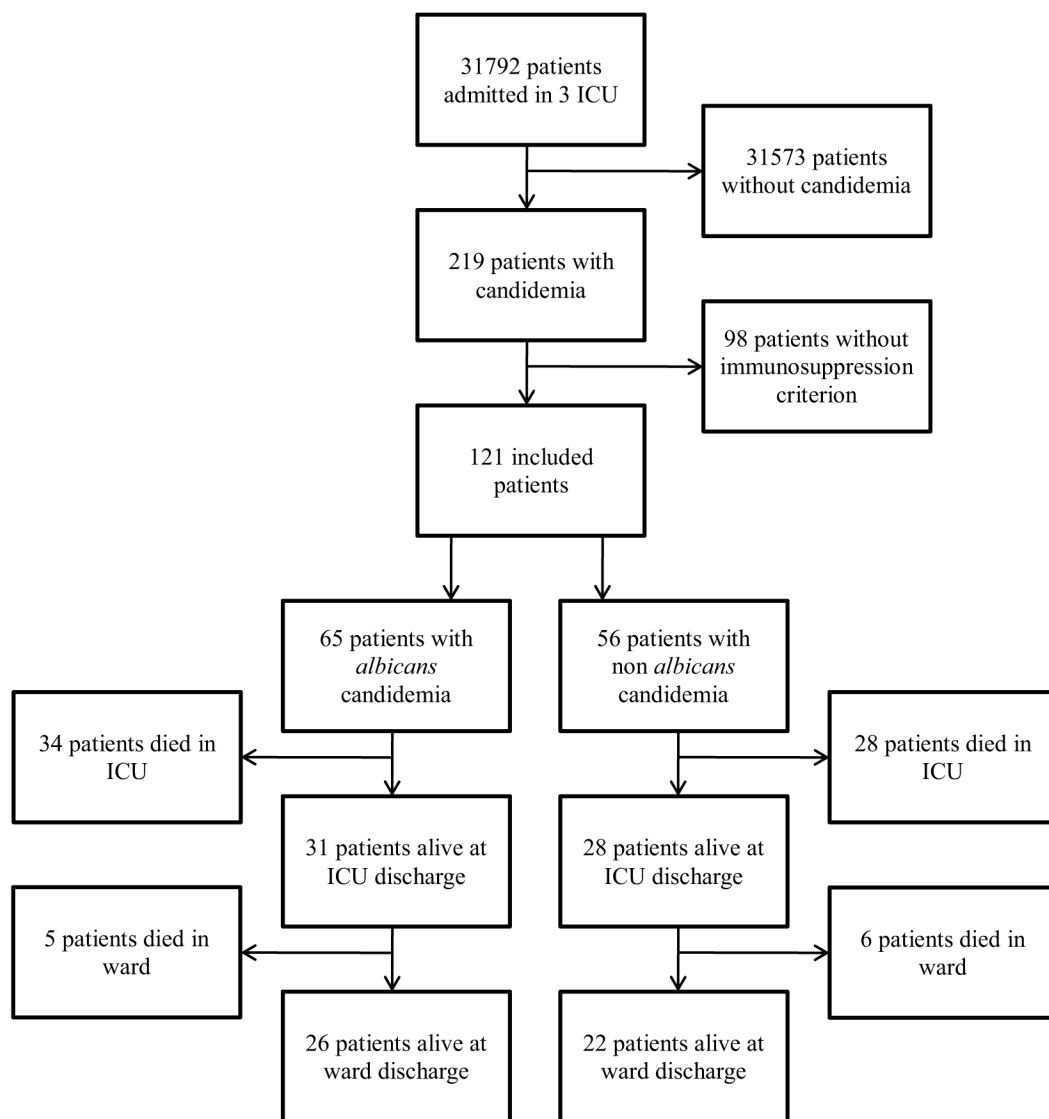 31792 patients
admitted in 3 ICU
31573 patients
without candidemia
219 patients with
candidemia
98 patients without
immunosuppression
criterion
121 included
patients
65 patients with
albicans
candidemia
56 patients with
non albicans
candidemia
34 patients died in
ICU
28 patients died in
ICU
31 patients alive at
ICU discharge
28 patients alive at
ICU discharge
5 patients died in
ward
6 patients died in
ward
26 patients alive at
ward discharge
22 patients alive at
ward discharge